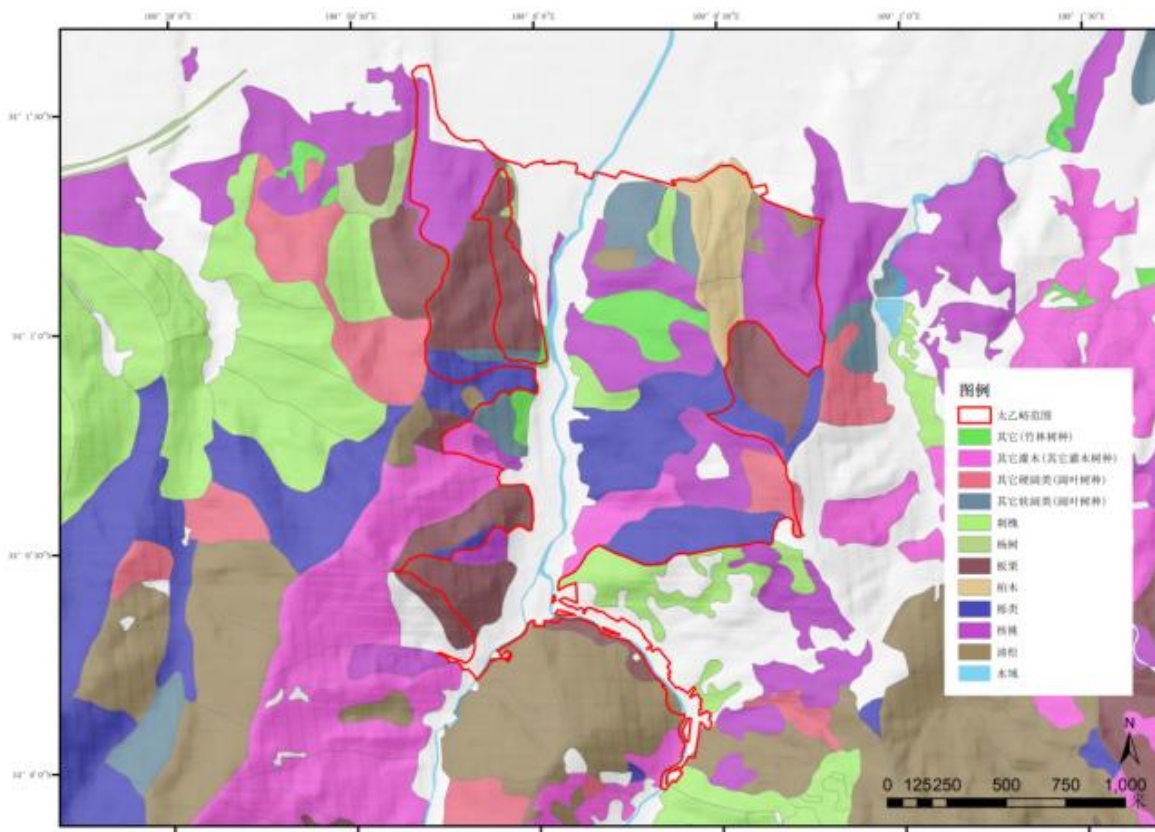 图例
太乙峪范围
其它(竹林树种)
其它灌木(其它灌木树种)
其它硬阔类(阔叶树种)
其它软阔类(阔叶树种)
刺槐
杨树
板栗
柏木
栎类
核桃
油松
水域
N
0 125 250 500 750 1,000
米